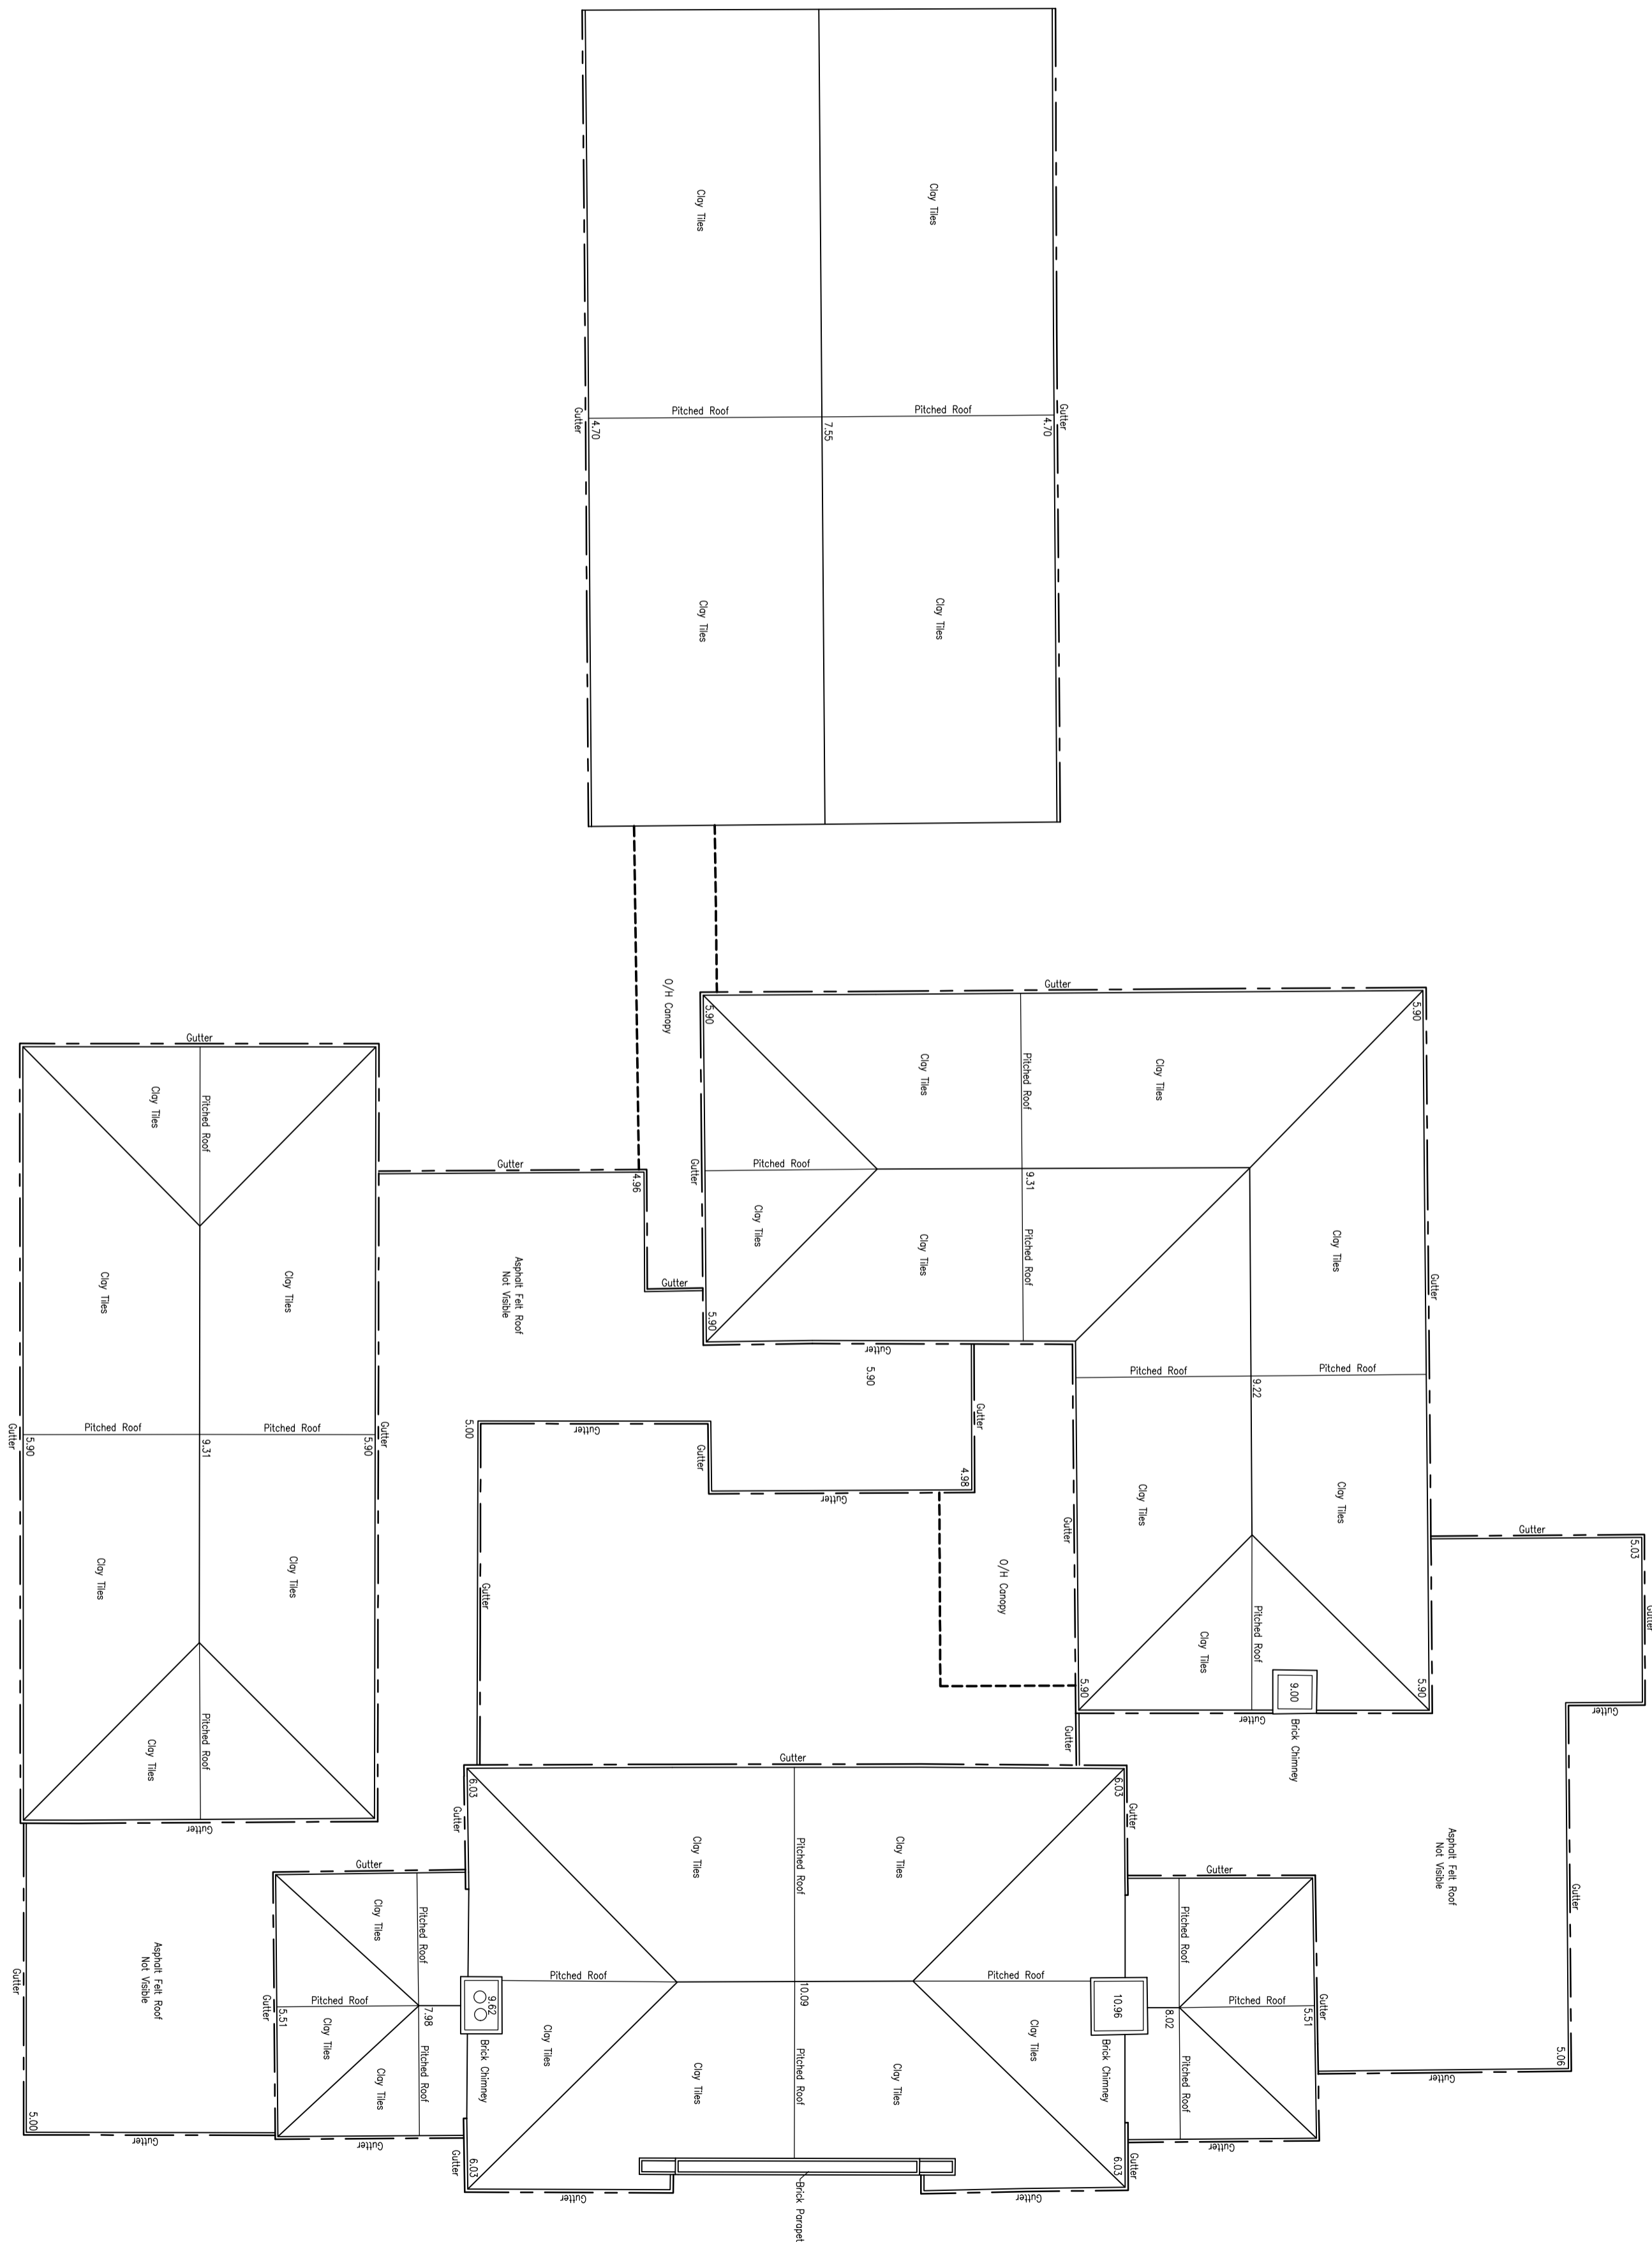 Clay Tiles
Clay Tiles
Gutter
Pitched Roof
Pitched Roof
Gutter
4.70
7.55
4.70
Clay Tiles
Clay Tiles
O/H Canopy
Gutter
5.90
5.90
Gutter
Clay Tiles
Pitched Roof
Clay Tiles
Pitched Roof
Clay Tiles
Gutter
4.96
Gutter
Pitched Roof
9.31
Clay Tiles
Clay Tiles
Pitched Roof
Clay Tiles
Gutter
Clay Tiles
Clay Tiles
Asphalt Felt Roof
Not Visible
Gutter
5.90
Gutter
5.90
Pitched Roof
Pitched Roof
9.22
Gutter
Pitched Roof
Pitched Roof
Gutter
5.90
9.31
5.90
5.00
Gutter
Gutter
Gutter
4.98
Gutter
Clay Tiles
Clay Tiles
Gutter
Gutter
5.03
Clay Tiles
Clay Tiles
Gutter
O/H Canopy
Clay Tiles
Pitched Roof
Gutter
5.90
9.00
5.90
Gutter
Gutter
Brick Chimney
Clay Tiles
Pitched Roof
Gutter
Gutter
Gutter
6.03
6.03
Gutter
Gutter
Gutter
Gutter
Gutter
Clay Tiles
Pitched Roof
Clay Tiles
Asphalt Felt Roof
Not Visible
Gutter
Clay Tiles
Pitched Roof
Pitched Roof
Asphalt Felt Roof
Not Visible
Gutter
Gutter
Pitched Roof
5.51
7.98
9.62
Pitched Roof
10.09
Pitched Roof
10.96
8.02
Pitched Roof
5.51
Gutter
Clay Tiles
Clay Tiles
Pitched Roof
Brick Chimney
Clay Tiles
Clay Tiles
Pitched Roof
Clay Tiles
Clay Tiles
Brick Chimney
Pitched Roof
5.06
Gutter
5.00
Gutter
Gutter
Gutter
6.03
6.03
Gutter
Gutter
Gutter
Gutter
Brick Parapet